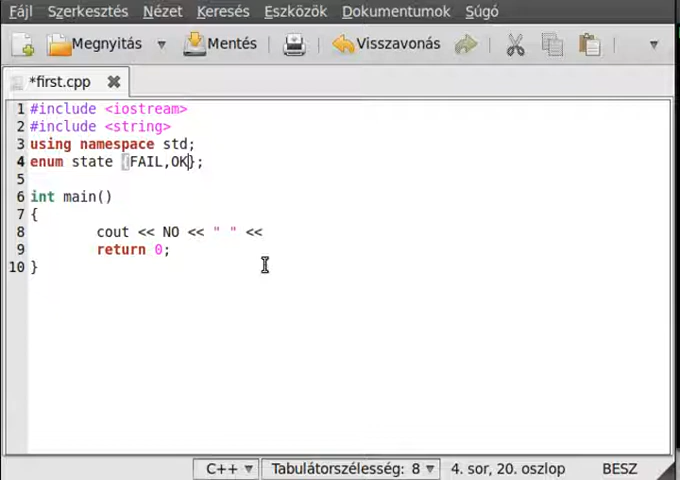 Fájl Szerkesztés Nézet Keresés Eszközök Dokumentumok Súgó
Megnyitás Mentés Visszavonás
*first.cpp
1 #include <iostream>
2 #include <string>
3 using namespace std;
4 enum state {FAIL,OK};
5
6 int main()
7 {
8 cout << NO << " " <<
9 return 0;
10 }
C++ Tabulátorszélesség: 8 4. sor, 20. oszlop BESZ